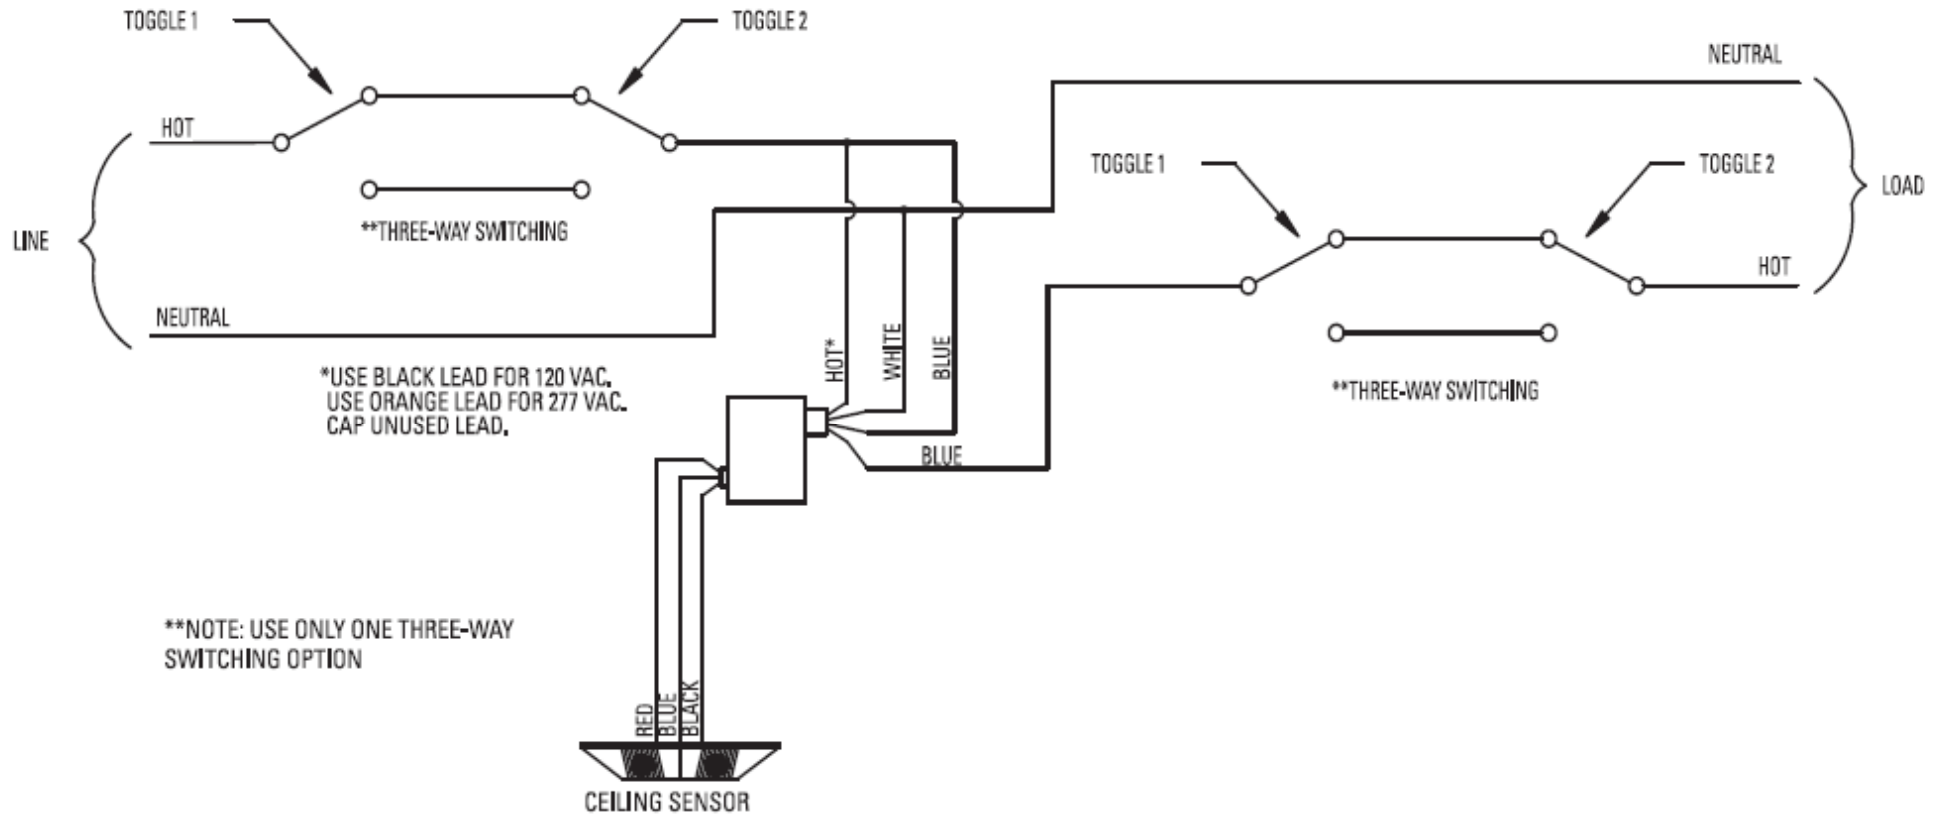 TOGGLE 1
TOGGLE 2
NEUTRAL
HOT
TOGGLE 1
TOGGLE 2
LOAD
**THREE-WAY SWITCHING
LINE
HOT
NEUTRAL
HOT*
WHITE
BLUE
*USE BLACK LEAD FOR 120 VAC.
USE ORANGE LEAD FOR 277 VAC.
CAP UNUSED LEAD.
**THREE-WAY SWITCHING
BLUE
**NOTE: USE ONLY ONE THREE-WAY
SWITCHING OPTION
RED
BLUE
BLACK
CEILING SENSOR